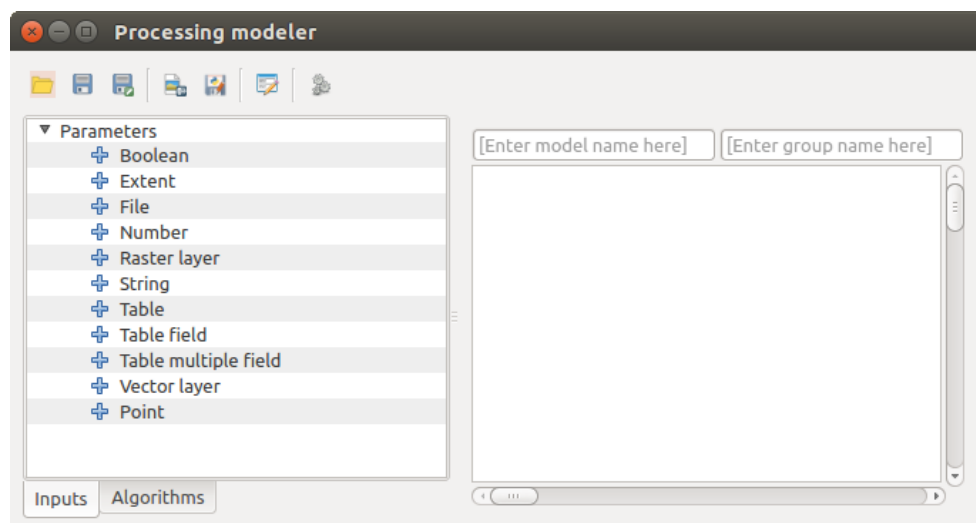 Processing modeler
Parameters
Boolean
Extent
File
Number
Raster layer
String
Table
Table field
Table multiple field
Vector layer
Point
Inputs Algorithms
[Enter model name here] [Enter group name here]